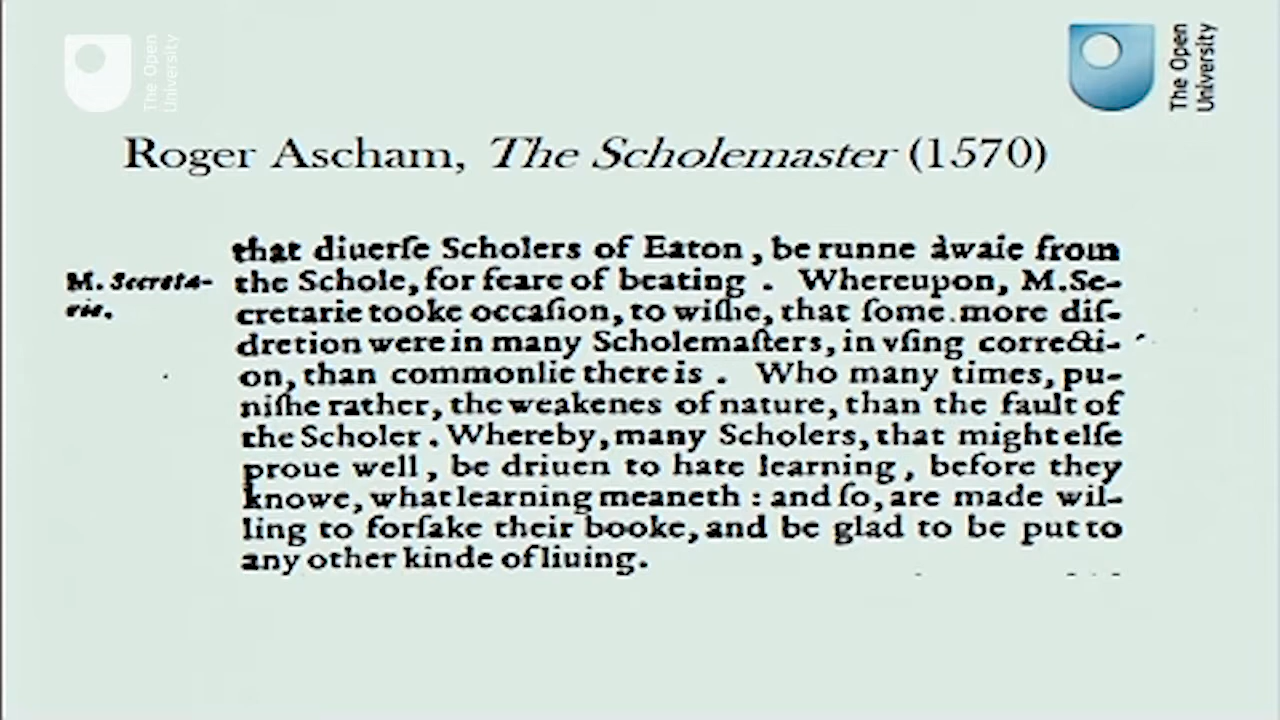 The Open
University
The Open
University
Roger Ascham, The Scholemaster (1570)
that diuerſe Scholers of Eaton, be runne awaie from
M. Secreta-
rie.
the Schole, for feare of beating. Whereupon, M. Se-
cretarie tooke occaſion, to wiſhe, that ſome more diſ-
cretion were in many Scholemaſters, in vſing correcti-
on, than commonlie there is. Who many times, pu-
niſhe rather, the weakenes of nature, than the fault of
the Scholer. Whereby, many Scholers, that might elſe
proue well, be driuen to hate learning, before they
knowe, what learning meaneth: and ſo, are made wil-
ling to forſake their booke, and be glad to be put to
any other kinde of liuing.